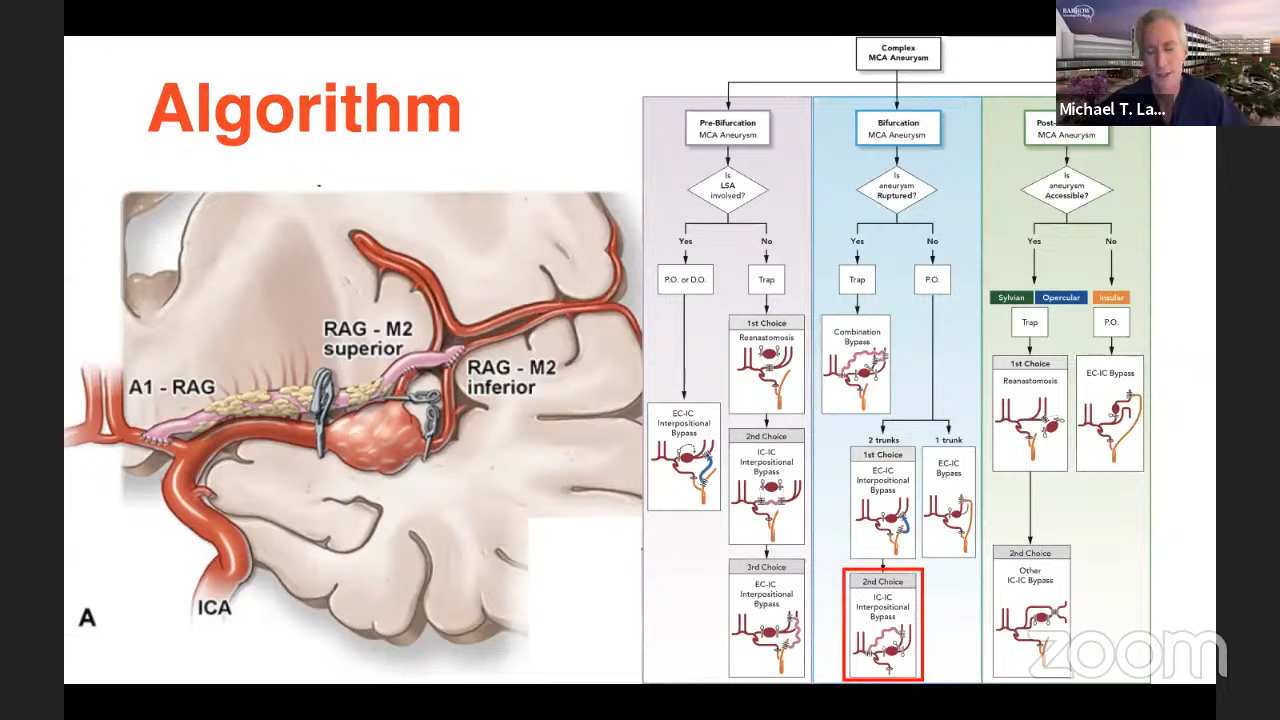 BARROW
Michael T. La...
Algorithm
RAG - M2
superior
RAG - M2
inferior
A1 - RAG
ICA
A
Complex
MCA Aneurysm
Pre-Bifurcation
MCA Aneurysm
Is
LSA
involved?
Yes
No
P.O. or D.O.
Trap
1st Choice
Reanastomosis
EC-IC
Interpositional
Bypass
2nd Choice
IC-IC
Interpositional
Bypass
3rd Choice
EC-IC
Interpositional
Bypass
Bifurcation
MCA Aneurysm
Is
aneurysm
Ruptured?
Yes
No
Trap
P.O.
Combination
Bypass
2 trunks
1 trunk
1st Choice
EC-IC
Interpositional
Bypass
EC-IC
Bypass
2nd Choice
IC-IC
Interpositional
Bypass
Post-
MCA Aneurysm
Is
aneurysm
Accessible?
Yes
No
Sylvian
Opercular
Insular
Trap
P.O.
1st Choice
Reanastomosis
EC-IC Bypass
2nd Choice
Other
IC-IC Bypass
zoom